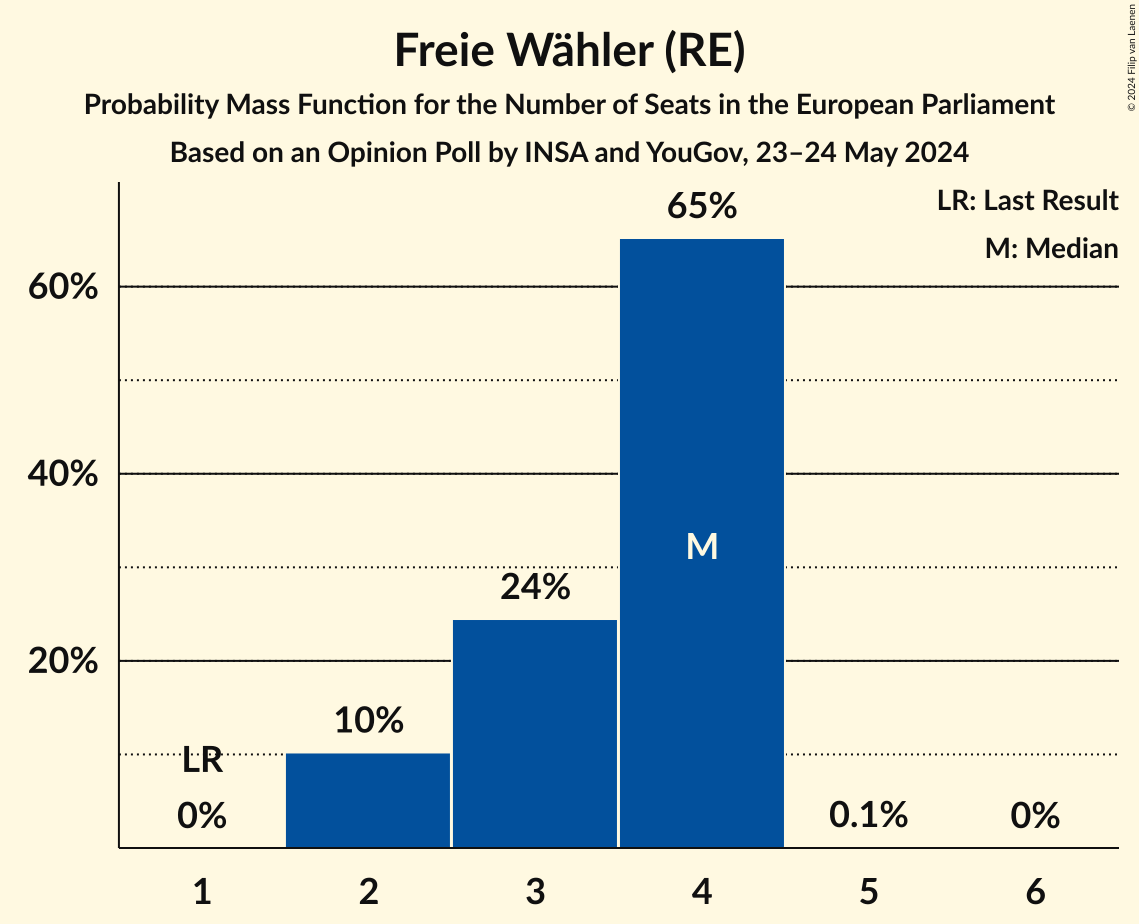 Freie Wähler (RE)
Probability Mass Function for the Number of Seats in the European Parliament
Based on an Opinion Poll by INSA and YouGov, 23–24 May 2024
© 2024 Filip van Laenen
LR: Last Result
M: Median
60%
40%
20%
LR
0%
10%
24%
65%
M
0.1%
0%
1 2 3 4 5 6